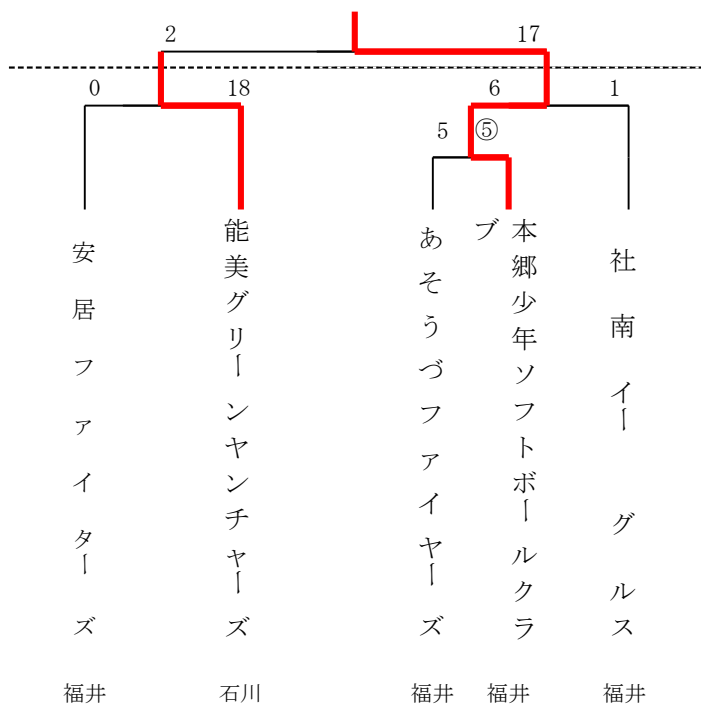 2 17
0 18 6 1
5 ⑤
安居ファイターズ
能美グリーンヤンチャーズ
あそうづファイヤーズ
本郷少年ソフトボールクラ
ブ
社南イーグルス
福井 石川 福井 福井 福井